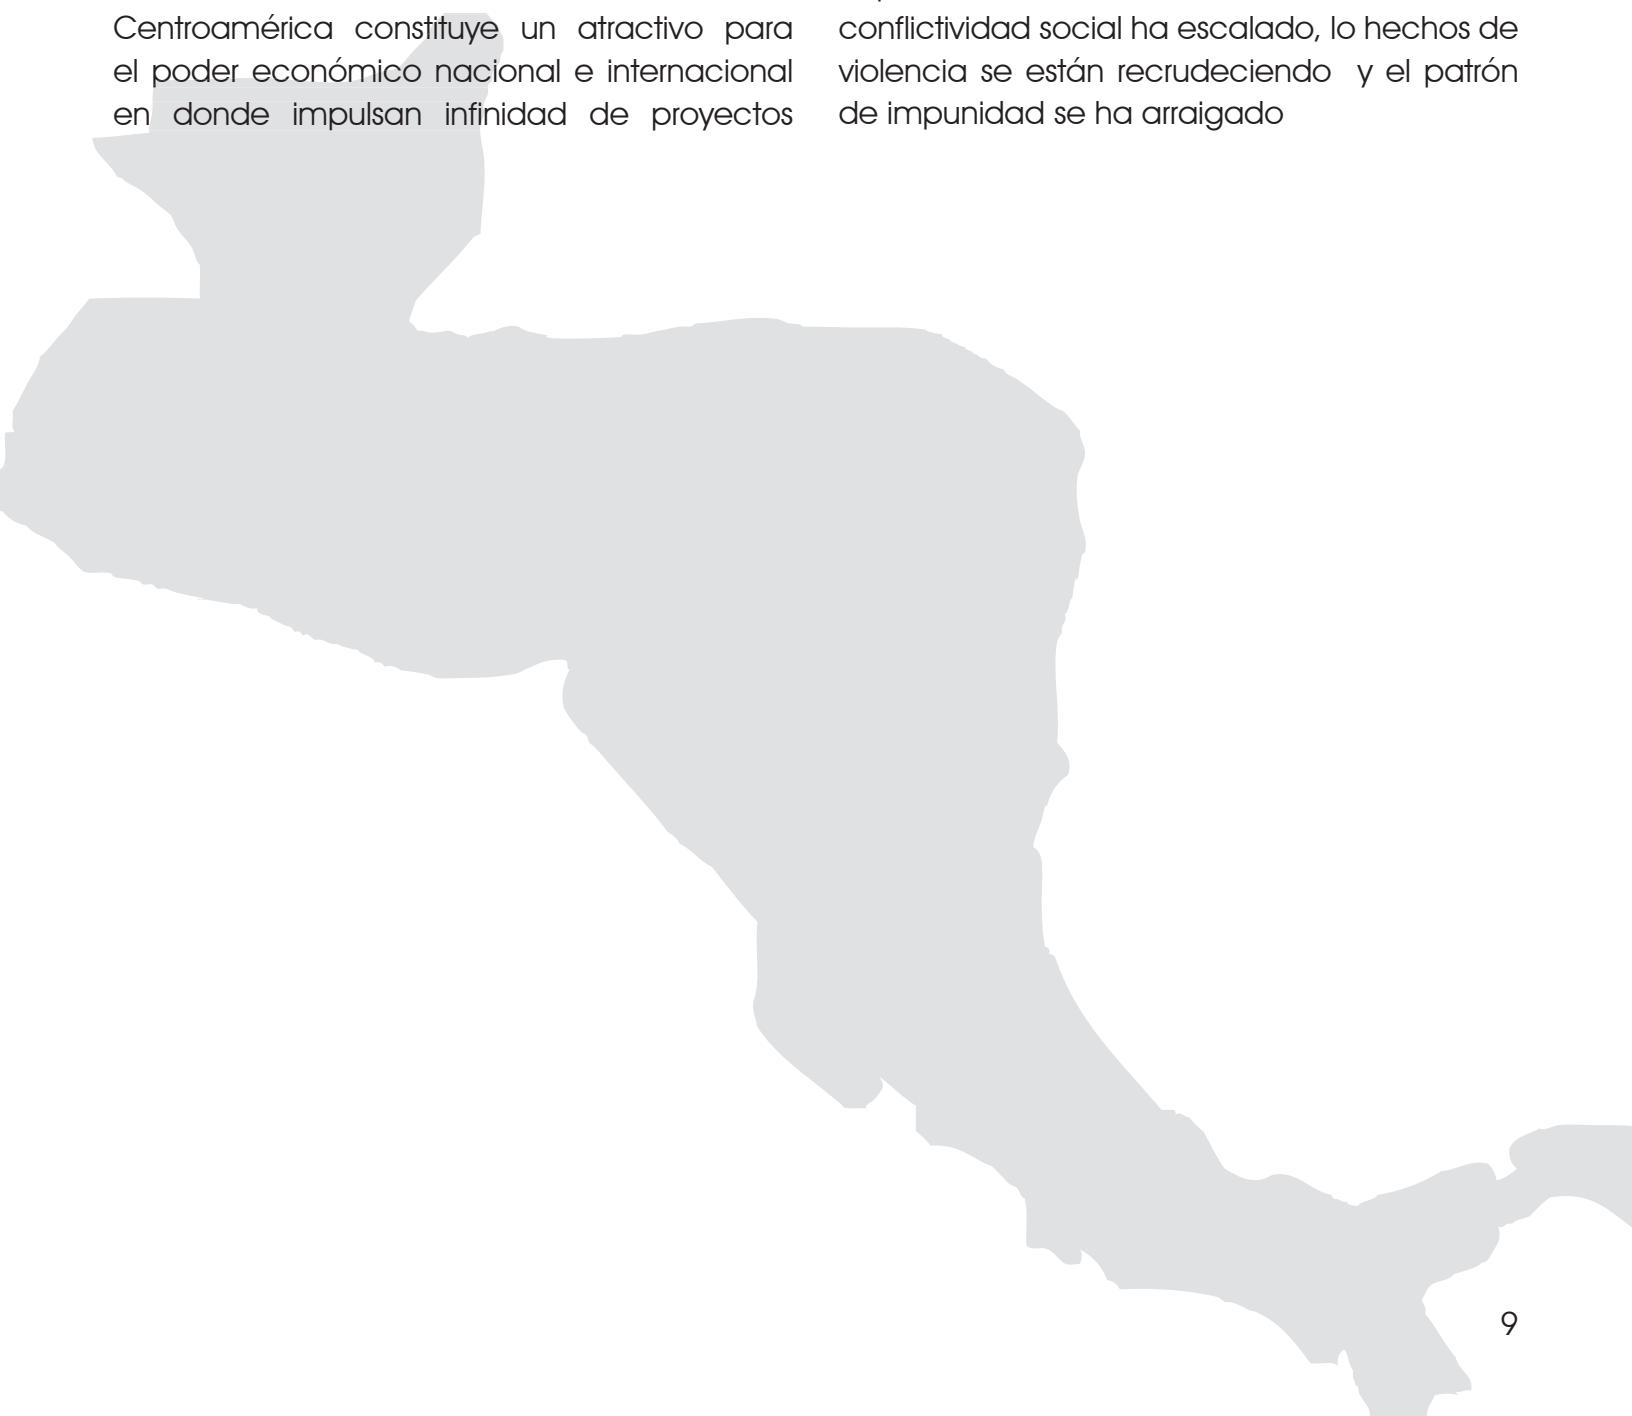 Centroamérica constituye un atractivo para
el poder económico nacional e internacional
en donde impulsan infinidad de proyectos
conflictividad social ha escalado, lo hechos de
violencia se están recrudeciendo y el patrón
de impunidad se ha arraigado
9